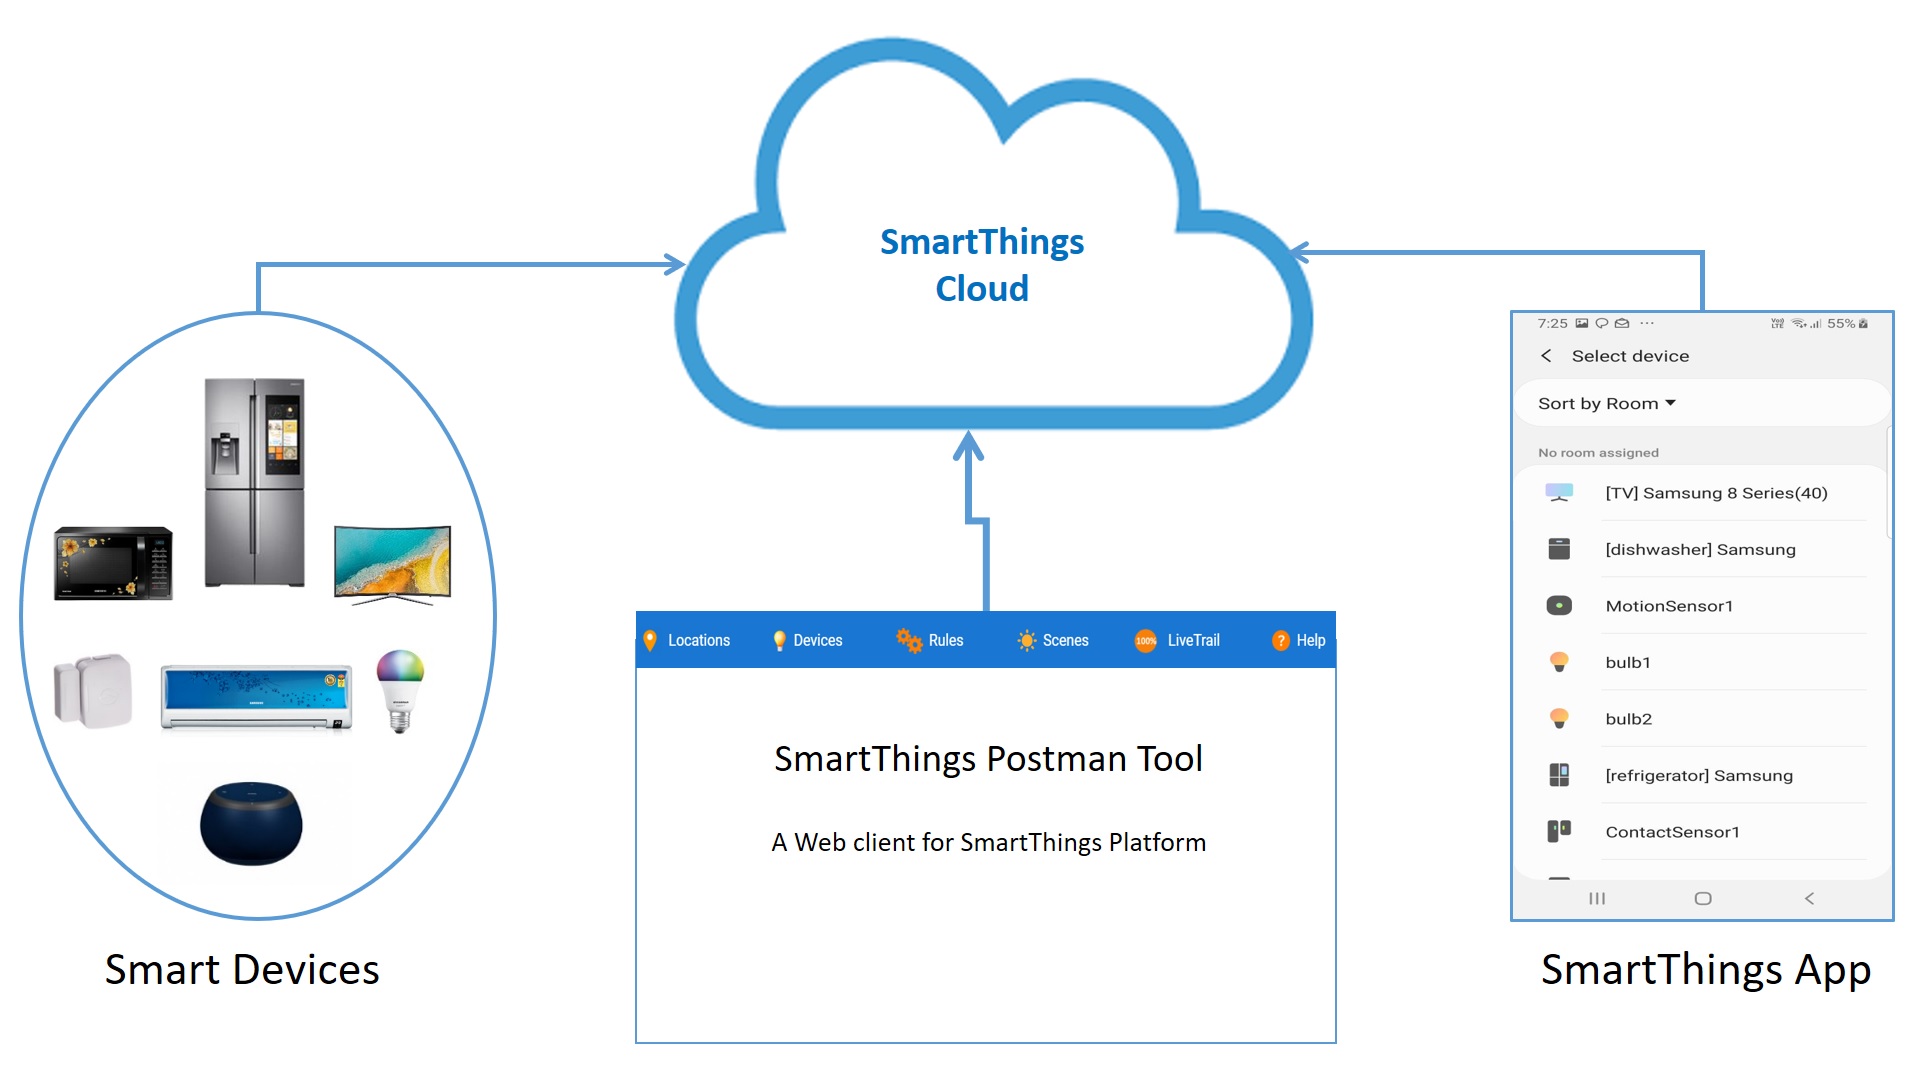 SmartThings
Cloud
7:25 55%
Select device
Sort by Room
No room assigned
[TV] Samsung 8 Series(40)
[dishwasher] Samsung
MotionSensor1
bulb1
bulb2
[refrigerator] Samsung
ContactSensor1
Locations Devices Rules Scenes 100% LiveTrail ? Help
SmartThings Postman Tool
A Web client for SmartThings Platform
Smart Devices
SmartThings App